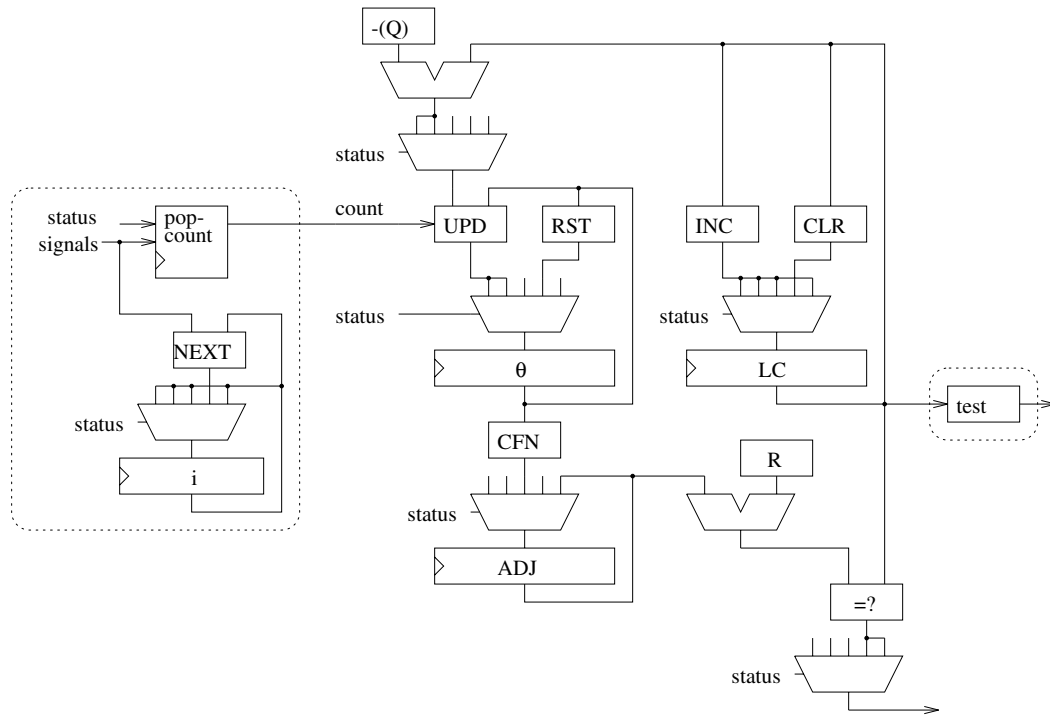 -(Q)
status
status
signals
pop-
count
count
UPD
RST
INC
CLR
status
status
NEXT
θ
LC
status
test
CFN
R
i
status
ADJ
=?
status